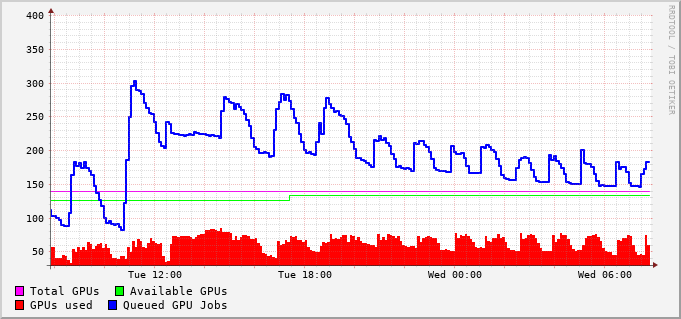 400
350
300
250
200
150
100
50
Tue 12:00 Tue 18:00 Wed 00:00 Wed 06:00
Total GPUs Available GPUs
GPUs used Queued GPU Jobs
RRDTOOL / TOBI OETIKER